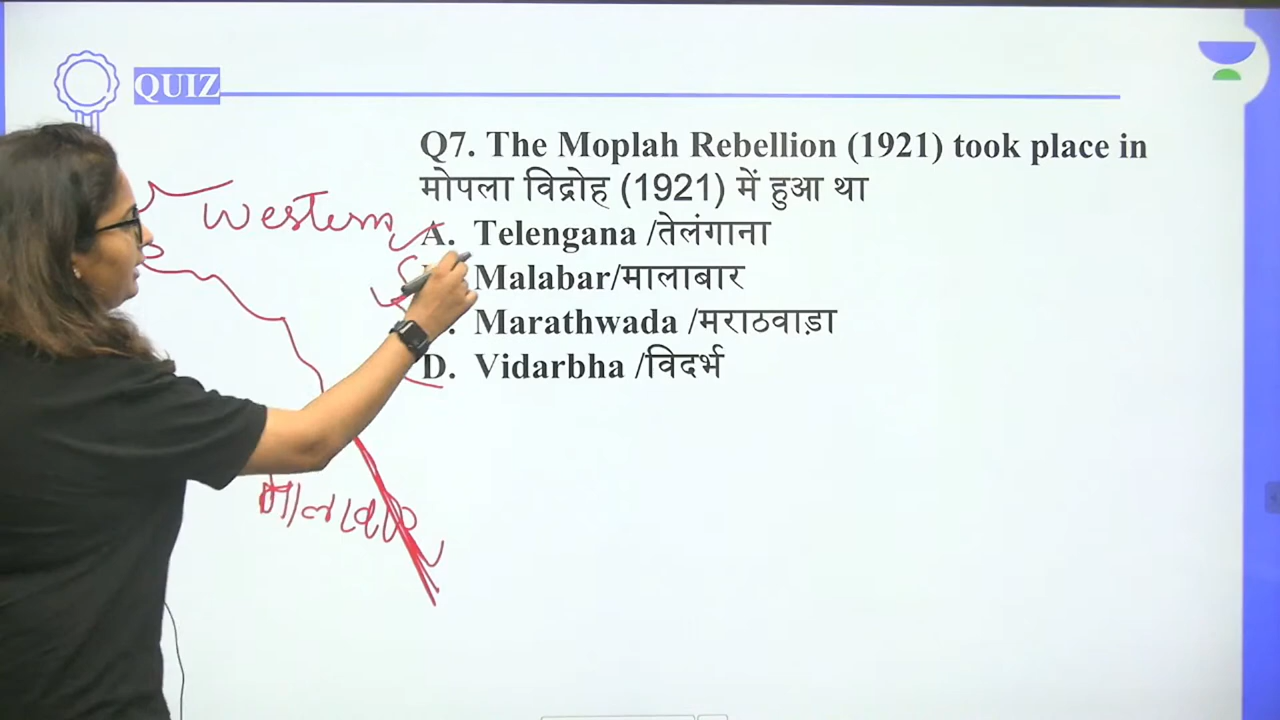 QUIZ
Q7. The Moplah Rebellion (1921) took place in
मोपला विद्रोह (1921) में हुआ था
Western
A. Telengana /तेलंगाना
Malabar/मालाबार
Marathwada /मराठवाड़ा
D. Vidarbha /विदर्भ